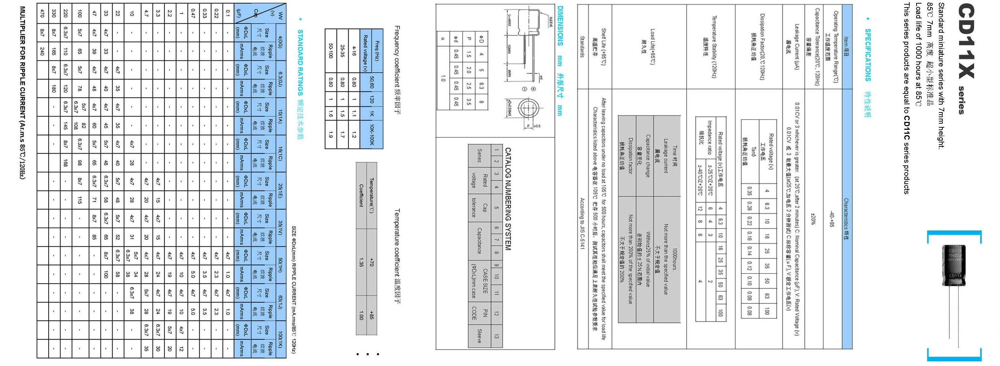 CD11X series
Standard miniature series with 7mm height.
85℃ 7mm 高度 超小型标准品
Load life of 1000 hours at 85℃
This series products are equal to CD11C series products
CD11X
16v22uF
CD11X
16v22uF
▪ SPECIFICATIONS 特性说明
Item 项目 Characteristics 特性
Operating Temperature Range(℃)
工作温度范围
-40-+85
Capacitance Tolerance(20℃, 120Hz)
容量偏差
±20%
Leakage Current (μA)
漏电流
0.01CV or 3 whichever is greater. (at 25℃,after 2 minutes) C: Nominal Capacitance (μF), V: Rated Voltage (v)
0.01CV 或 3 取最大值(at25℃,加电压 2 分钟测试) C:标称容量(u F), V:额定工作电压(v)
Dissipation Factor(20,℃120Hz)
损耗角正切值
Rated voltage (v) 工作电压 4 6.3 10 16 25 35 50 63 100
Tanδ 损耗角正切值 0.35 0.26 0.22 0.16 0.14 0.12 0.10 0.08 0.08
Temperature Stability (120Hz)
温度特性
Rated voltage (v)工作电压 4 6.3 10 16 25 35 50 63 100
Impedance ratio 阻抗比 z-25℃/Z+20℃ 6 4 3 2
z-40℃/Z+20℃ 12 8 6 4
Load Life(+85℃)
耐久性
Time 时间 1000hours.
Leakage current Not more than the specified value
漏电流 不大于规定值
Capacitance change Within±25% of initial value
容量变化 在初始值的±25%范围内
Dissipation factor Not more than 200% of the specified value
损耗角正切值 不大于规定值的 200%
Shelf Life (+85℃)
高温贮存
After leaving capacitors under no load at 105℃ for 500 hours, capacitors shall meet the specified value for load life
Characteristics listed above 电容器在 105℃ 贮存 500 小时后，测试其性能应满足上表耐久性试验参数要求
Standards According to JIS C-5141
DIMENSIONS mm 外形尺寸 mm
SLEEVE
L+αMAX 15MIN 4MIN
ød
øD+0.5MAX
F ±0.5
ΦD 4 5 6.3 8
P 1.5 2.0 2.5 3.5
Φd 0.45 0.45 0.45 0.45
α 1.0
CATALOG NUMBERING SYSTEM
1 2 3 4 5 6 7 8 9 10 11 12 13
Series Rated voltage Cap tolerance Capacitance CASE SIZE (ΦDxL)mm case PIN CODE Sleeve
Frequency coefficient 频率因子
Freq (Hz) 50,60 120 1K 10K-100K
Rated voltage (v)
4-16 0.80 1 1.1 1.2
25-35 0.80 1 1.5 1.7
50-100 0.80 1 1.6 1.9
Temperature coefficient 温度因子
Temperature(℃) +70 +85
Coefficient 1.35 1.00
▪ STANDARD RATINGS 额定技术参数
SIZE ΦDxL(mm) RIPPLE CURRENT (mA.rms/85℃ 120Hz)
WV (v) 4(0G) 6.3(0J) 10(1A) 16(1C) 25(1E) 35(1V) 50(1H) 63(1J) 100(1K)
Cap Size Ripple Size Ripple Size Ripple Size Ripple Size Ripple Size Ripple Size Ripple Size Ripple Size Ripple
尺寸 纹波 尺寸 纹波 尺寸 纹波 尺寸 纹波 尺寸 纹波 尺寸 纹波 尺寸 纹波 尺寸 纹波 尺寸 纹波
ΦDxL 电流 ΦDxL 电流 ΦDxL 电流 ΦDxL 电流 ΦDxL 电流 ΦDxL 电流 ΦDxL 电流 ΦDxL 电流 ΦDxL 电流
(μF) (mm) mArms (mm) mArms (mm) mArms (mm) mArms (mm) mArms (mm) mArms (mm) mArms (mm) mArms (mm) mArms
0.1 - - - - - - - - - - - - 4x7 1.0 4x7 1.0 - -
0.22 - - - - - - - - - - - - 4x7 2.3 4x7 2.3 - -
0.33 - - - - - - - - - - - - 4x7 3.5 4x7 3.5 - -
0.47 - - - - - - - - - - - - 4x7 5.0 4x7 5.0 - -
1 - - - - - - - - - - - - 4x7 10 4x7 10 4x7 12
2.2 - - - - - - - - - - - - 4x7 19 4x7 19 5x7 20
3.3 - - - - - - - - 4x7 15 4x7 15 4x7 24 4x7 24 6.3x7 30
4.7 - - - - - - - - 4x7 20 4x7 20 4x7 28 5x7 28 6.3x7 35
10 - - - - - - 4x7 28 4x7 28 4x7 31 5x7 34 6.3x7 38 6.3x7 38 - -
22 - - 4x7 35 4x7 35 4x7 40 5x7 48 5x7 52 6.3x7 58 - - - -
33 4x7 33 4x7 40 4x7 45 5x7 48 6.3x7 58 6.3x7 65 8x7 100 - - - -
47 4x7 39 4x7 48 4x7 60 5x7 65 6.3x7 71 8x7 85 - - - - - -
100 5x7 65 5x7 78 5x7 82 6.3x7 108 6.3x7 98 8x7 115 - - - - - - - -
220 6.3x7 110 6.3x7 120 6.3x7 145 8x7 168 - - - - - - - - - -
330 8x7 165 8x7 180 - - - - - - - - - - - - - -
470 8x7 240
MULTIPLIER FOR RIPPLE CURRENT (Ar.m.s 85℃/120Hz)